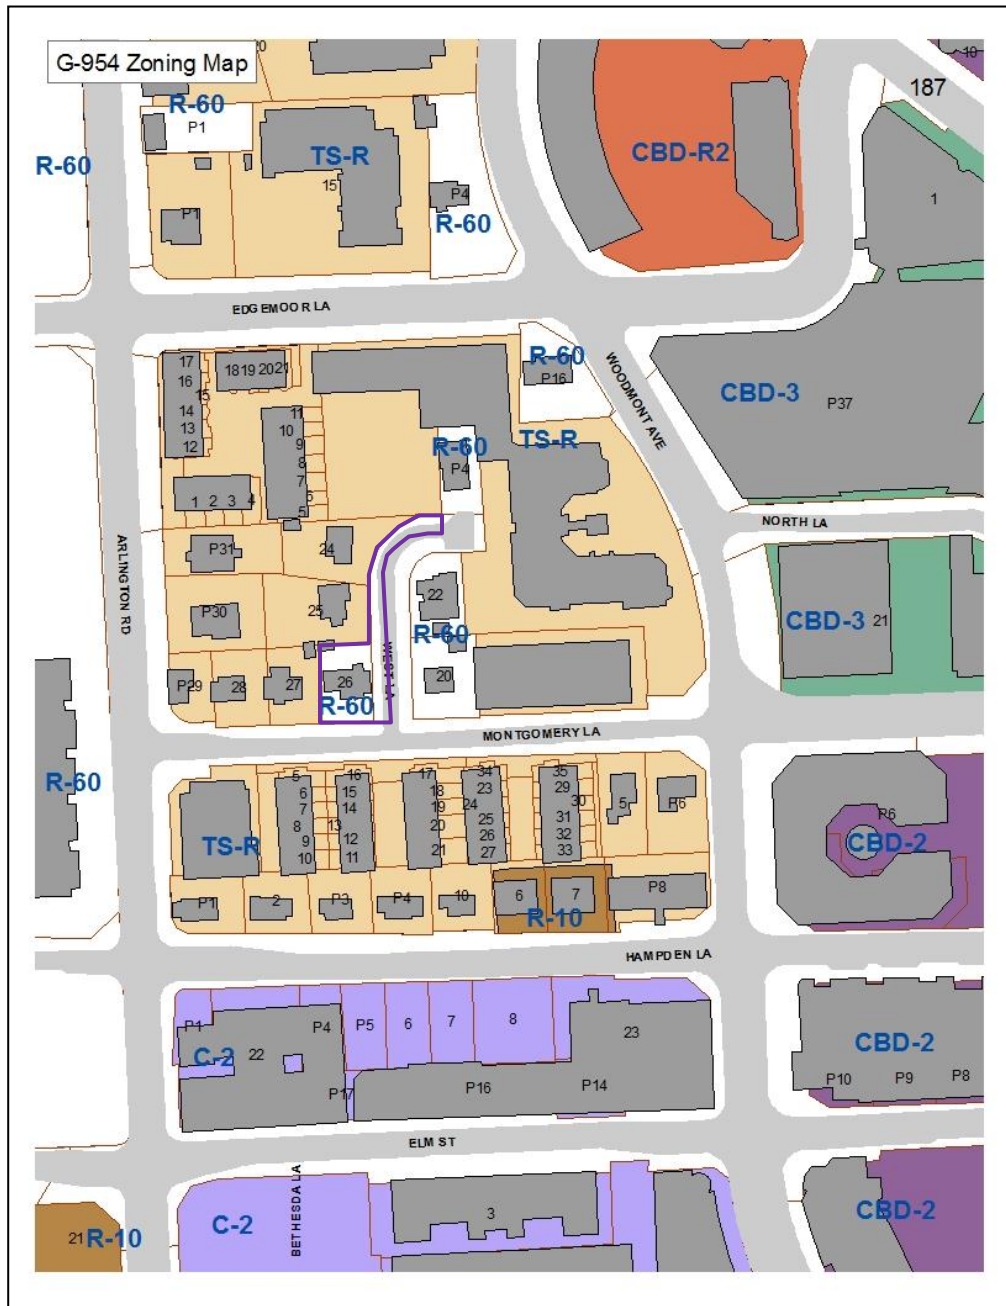 G-954 Zoning Map
20
10
187
R-60
P1
R-60
TS-R
CBD-R2
15
P4
1
P1
R-60
EDGEMOOR LA
17
18 19 20 21
R-60
16
15
P16
WOODMONT AVE
CBD-3
P37
14
11
13
10
12
9
R-60
TS-R
8
P4
7
1 2 3 4
6
5
NORTH LA
ARLINGTON RD
P31
24
22
P30
25
R-60
CBD-3
21
WEST LA
P29
28
27
26
20
R-60
MONTGOMERY LA
R-60
5
16
17
34
35
6
15
18
23
29
5
P6
7
14
19
24
30
P6
8
13
20
25
31
TS-R
9
12
26
32
CBD-2
10
11
21
27
33
P1
2
P3
P4
10
6
7
P8
R-10
HAMPDEN LA
P1
P4
P5
6
7
8
23
C-2
22
CBD-2
P17
P16
P14
P10
P9
P8
ELM ST
BETHESDA LA
3
CBD-2
C-2
21
R-10